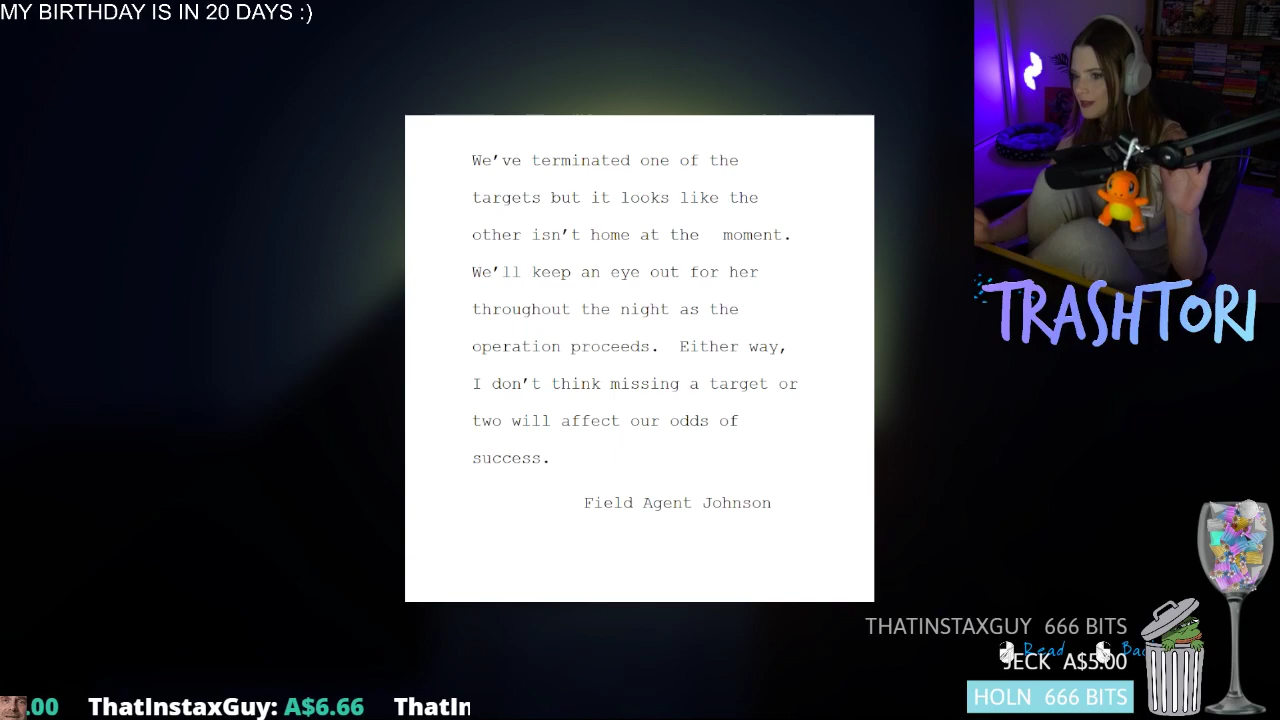 MY BIRTHDAY IS IN 20 DAYS :)
We've terminated one of the
targets but it looks like the
other isn't home at the moment.
We'll keep an eye out for her
throughout the night as the
operation proceeds. Either way,
I don't think missing a target or
two will affect our odds of
success.
Field Agent Johnson
TRASHTORI
THATINSTAXGUY 666 BITS
Read
JECK A$5.00
HOLN 666 BITS
.00 ThatInstaxGuy: A$6.66 ThatIn